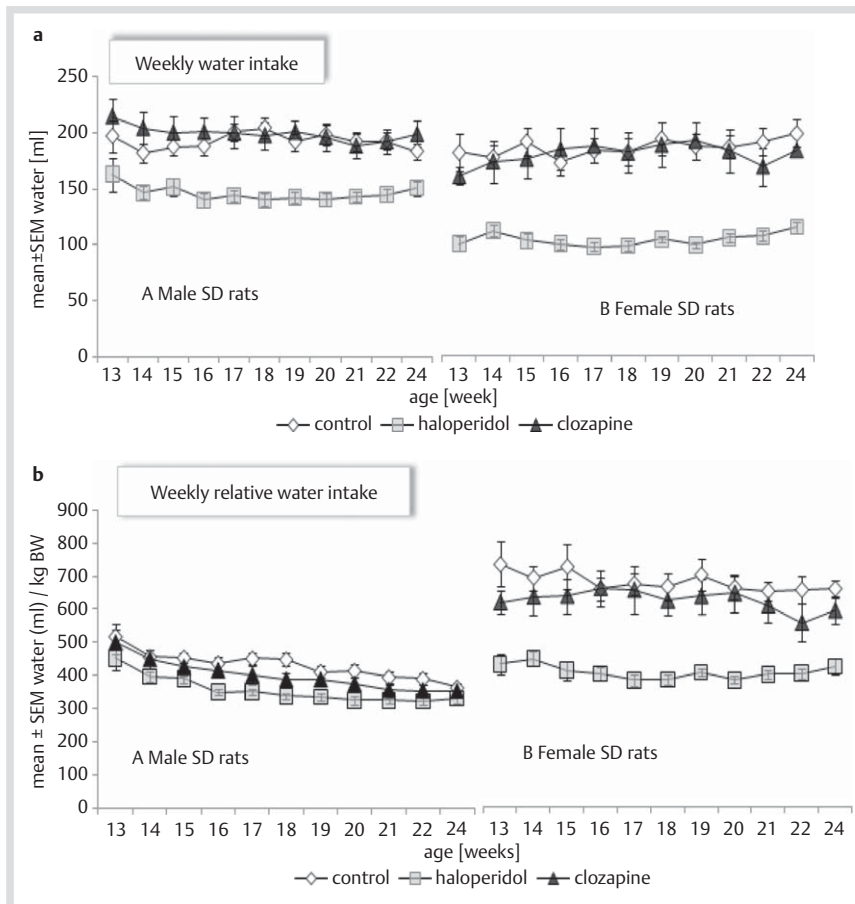 a
Weekly water intake
mean±SEM water [ml]
250
200
150
100
50
0
A Male SD rats
B Female SD rats
13 14 15 16 17 18 19 20 21 22 24 13 14 15 16 17 18 19 20 21 22 24
age [week]
control haloperidol clozapine
b
Weekly relative water intake
mean ± SEM water (ml) / kg BW
900
800
700
600
500
400
300
200
100
0
A Male SD rats
B Female SD rats
13 14 15 16 17 18 19 20 21 22 24 13 14 15 16 17 18 19 20 21 22 24
age [weeks]
control haloperidol clozapine